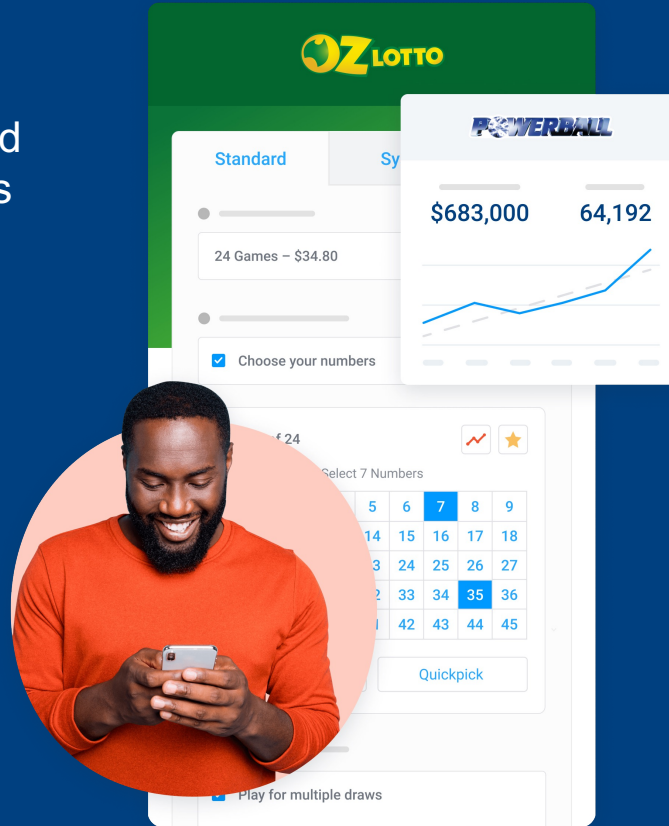 d
s
OZ LOTTO
POWERBALL
Standard
Sy
$683,000 64,192
24 Games – $34.80
Choose your numbers
f 24
Select 7 Numbers
5 6 7 8 9
14 15 16 17 18
3 24 25 26 27
33 34 35 36
42 43 44 45
Quickpick
Play for multiple draws